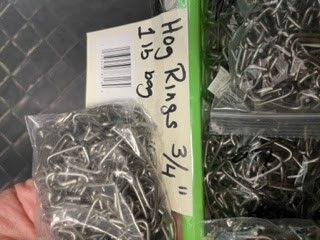 Hog Rings 3/4"
1 lb bag